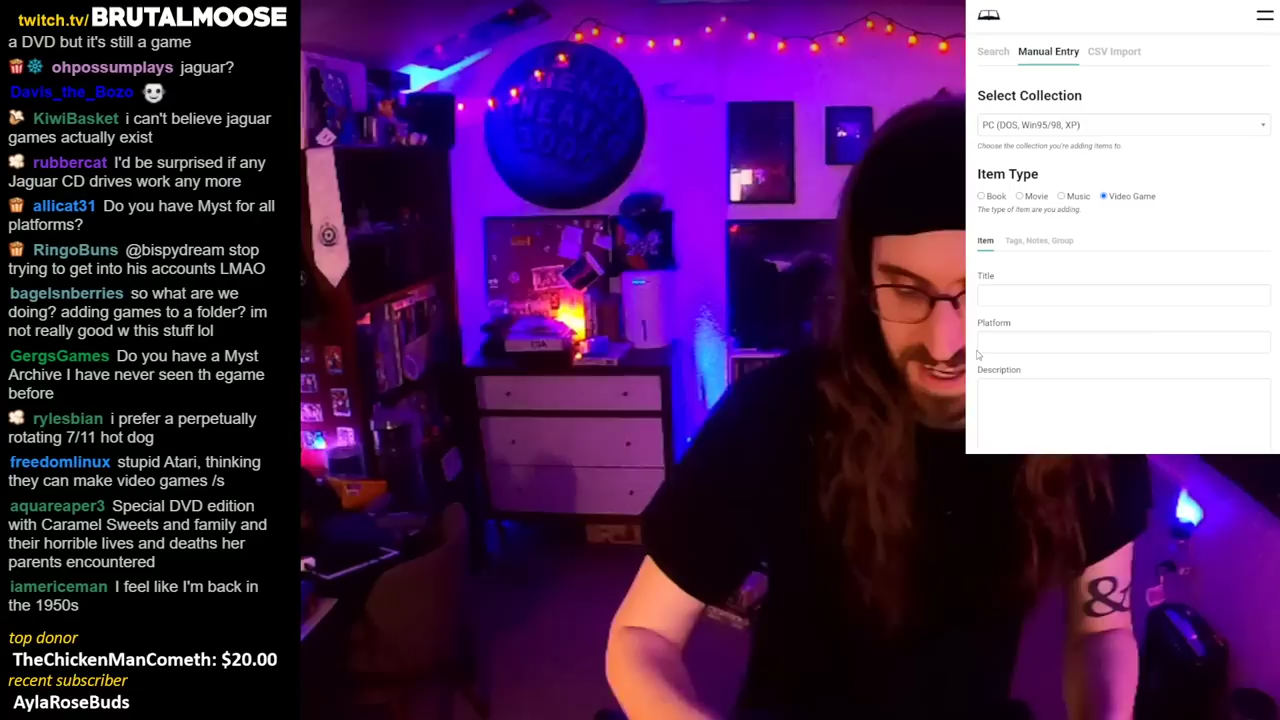 twitch.tv/BRUTALMOOSE
a DVD but it's still a game
ohpossumplays jaguar?
Davis_the_Bozo
KiwiBasket i can't believe jaguar
games actually exist
rubbercat I'd be surprised if any
Jaguar CD drives work any more
allicat31 Do you have Myst for all
platforms?
RingoBuns @bispydream stop
trying to get into his accounts LMAO
bagelsnberries so what are we
doing? adding games to a folder? im
not really good w this stuff lol
GergsGames Do you have a Myst
Archive I have never seen th egame
before
rylesbian i prefer a perpetually
rotating 7/11 hot dog
freedomlinux stupid Atari, thinking
they can make video games /s
aquareaper3 Special DVD edition
with Caramel Sweets and family and
their horrible lives and deaths her
parents encountered
iamericeman I feel like I'm back in
the 1950s
top donor
TheChickenManCometh: $20.00
recent subscriber
AylaRoseBuds
Search Manual Entry CSV Import
Select Collection
PC (DOS, Win95/98, XP)
Choose the collection you're adding items to.
Item Type
Book Movie Music Video Game
The type of item are you adding.
Item Tags, Notes, Group
Title
Platform
Description
&